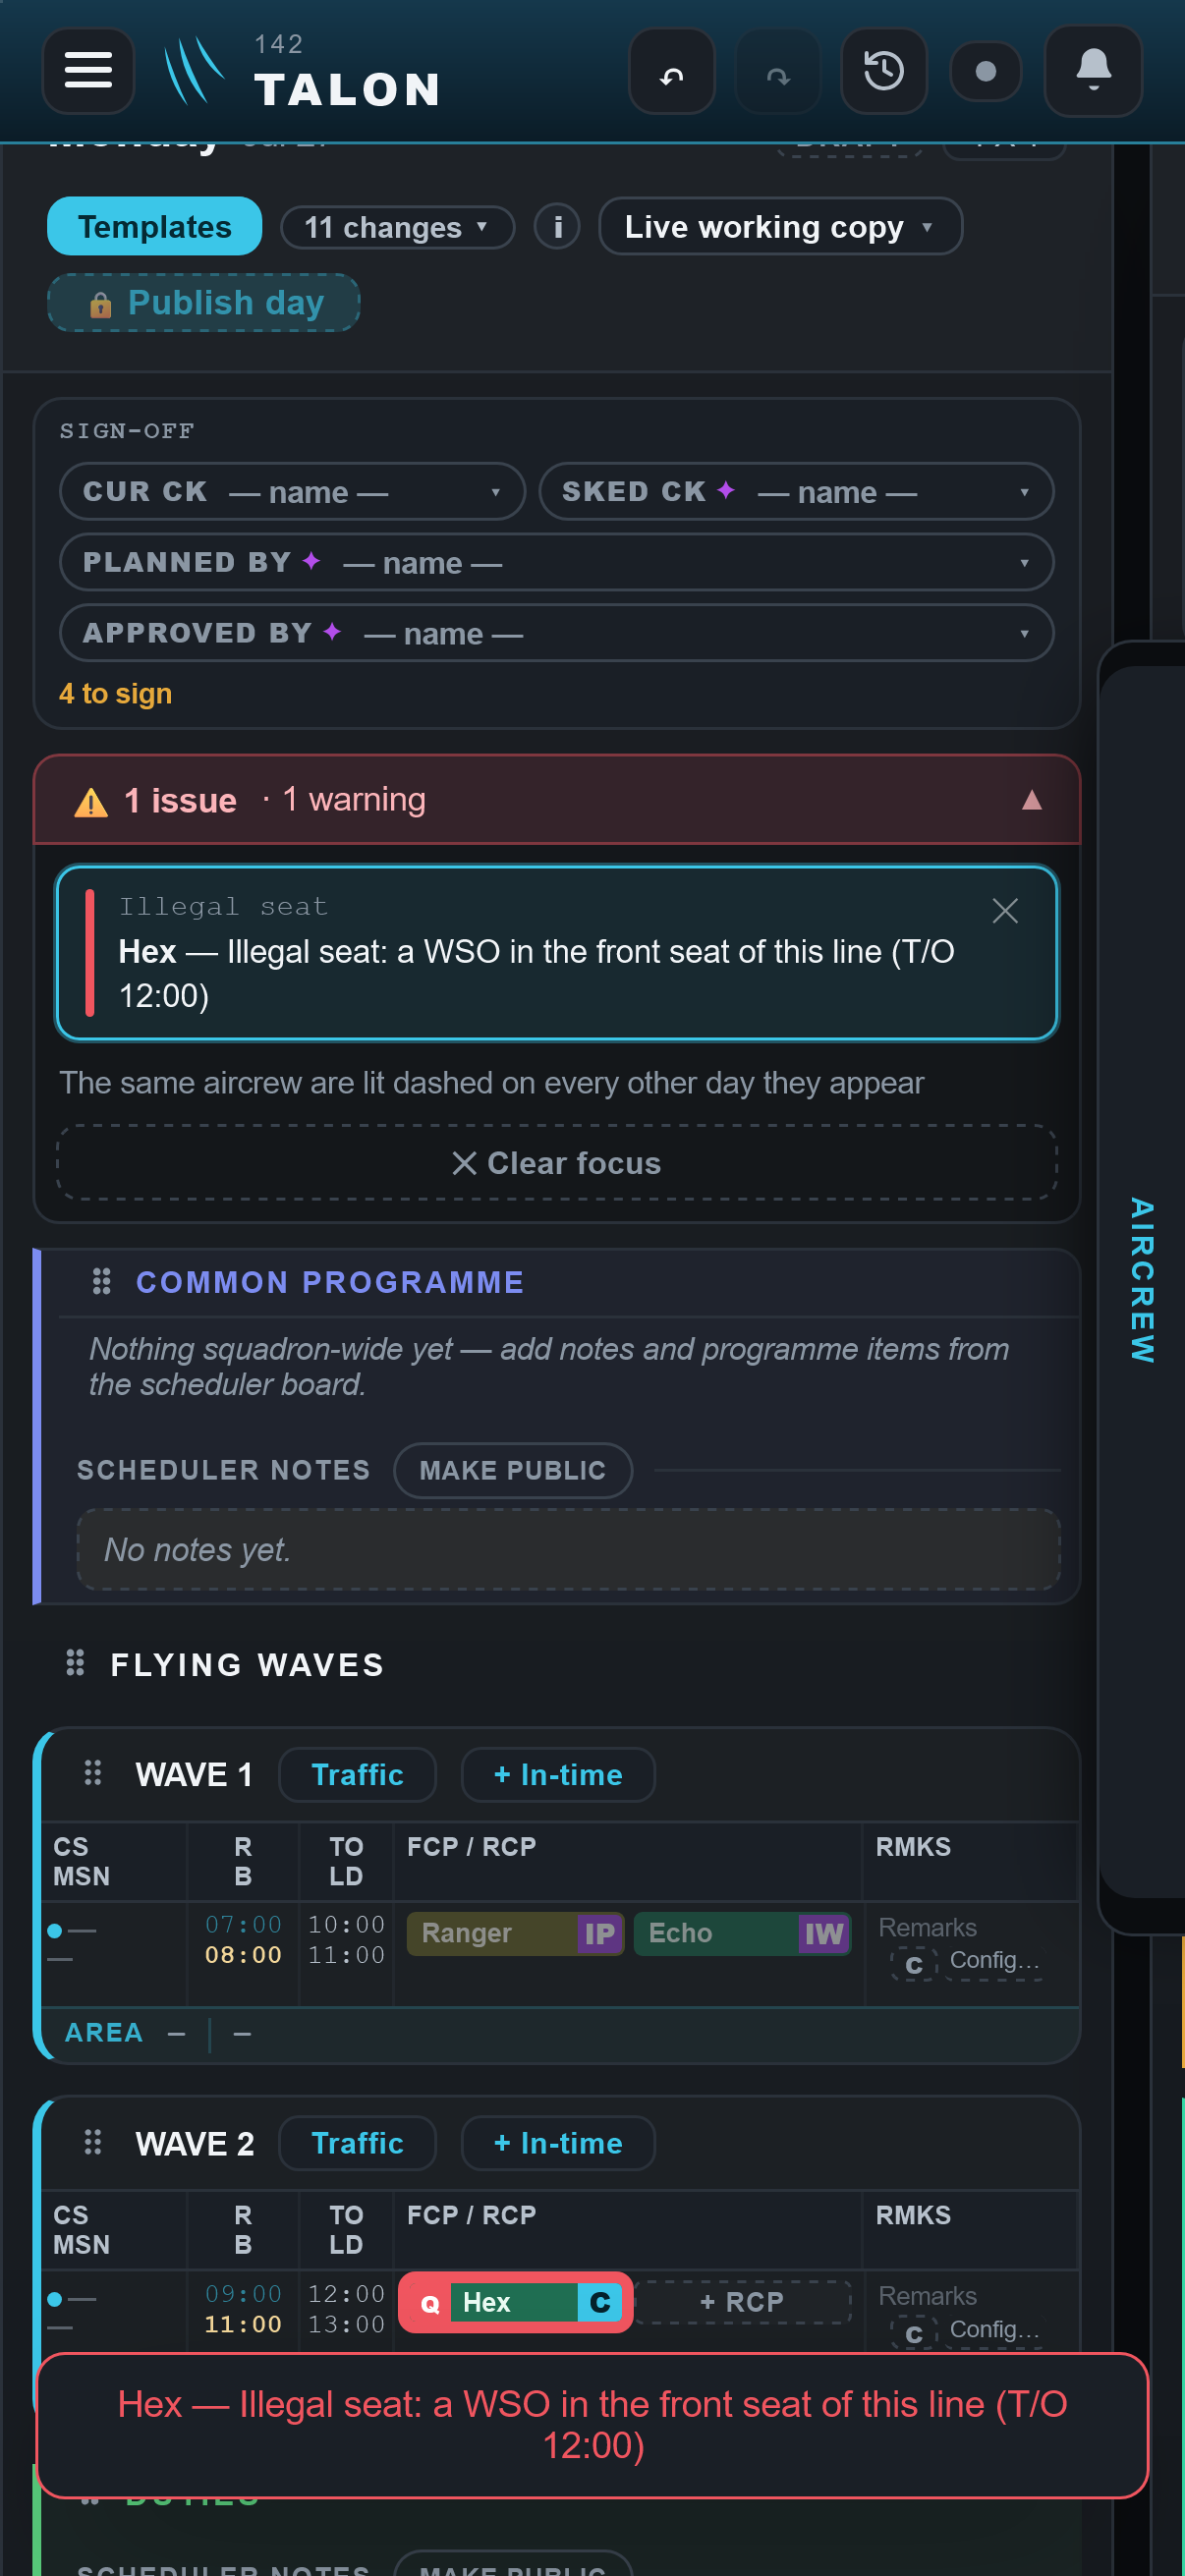 142
TALON
Templates
11 changes
i
Live working copy
Publish day
SIGN-OFF
CUR CK — name —
SKED CK — name —
PLANNED BY — name —
APPROVED BY — name —
4 to sign
1 issue · 1 warning
Illegal seat
Hex — Illegal seat: a WSO in the front seat of this line (T/O
12:00)
The same aircrew are lit dashed on every other day they appear
Clear focus
AIRCREW
COMMON PROGRAMME
Nothing squadron-wide yet — add notes and programme items from
the scheduler board.
SCHEDULER NOTES MAKE PUBLIC
No notes yet.
FLYING WAVES
WAVE 1 Traffic + In-time
CS R TO FCP / RCP RMKS
MSN B LD
— 07:00 10:00 Ranger IP Echo IW Remarks
— 08:00 11:00 C Config...
AREA – –
WAVE 2 Traffic + In-time
CS R TO FCP / RCP RMKS
MSN B LD
— 09:00 12:00 Q Hex C + RCP Remarks
— 11:00 13:00 C Config...
Hex — Illegal seat: a WSO in the front seat of this line (T/O
12:00)
DUTIES
SCHEDULER NOTES MAKE PUBLIC